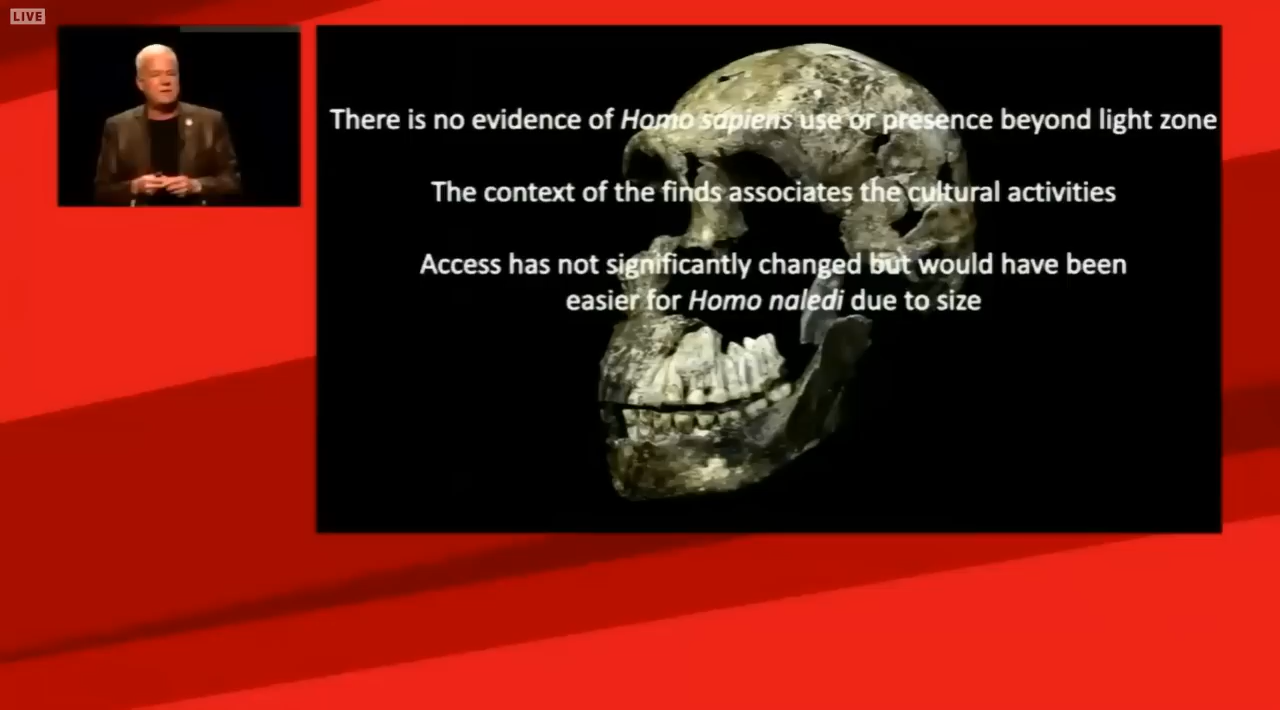 LIVE
There is no evidence of Homo sapiens use or presence beyond light zone
The context of the finds associates the cultural activities
Access has not significantly changed but would have been
easier for Homo naledi due to size